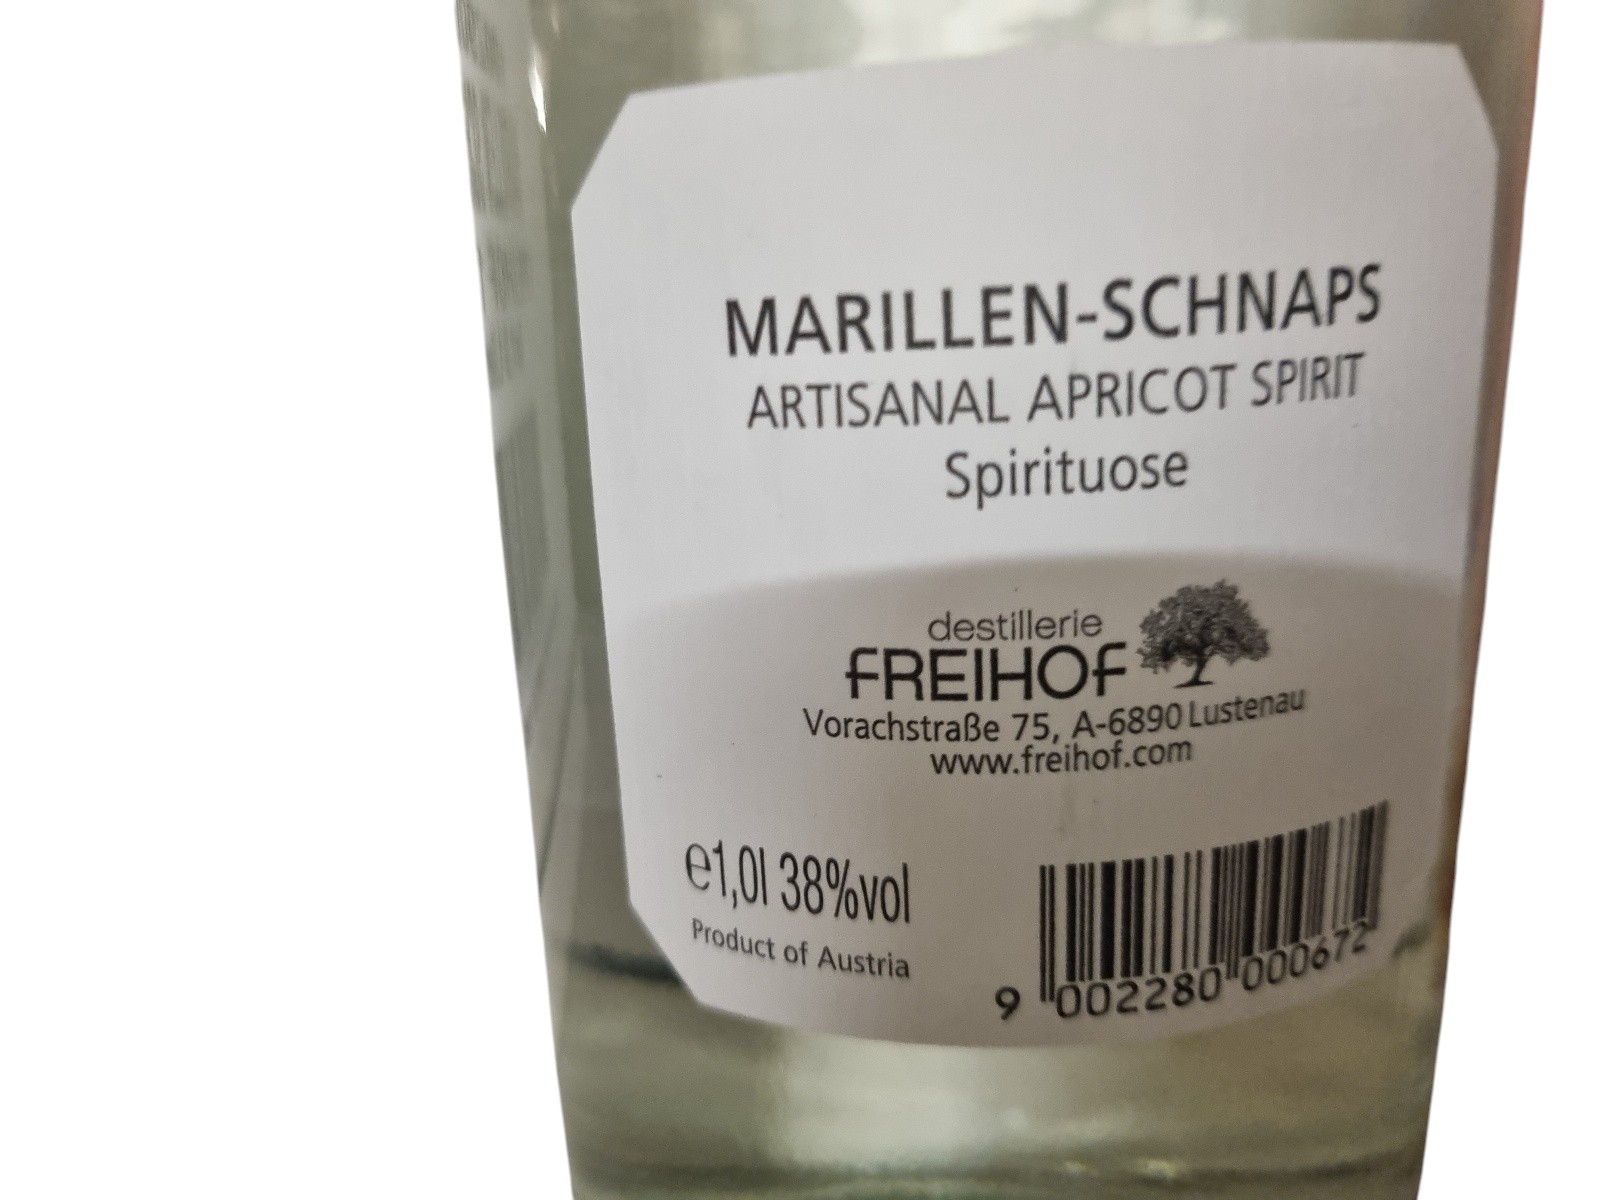 MARILLEN-SCHNAPS
ARTISANAL APRICOT SPIRIT
Spirituose
destillerie
FREIHOF
Vorachstraße 75, A-6890 Lustenau
www.freihof.com
℮1,0l 38%vol
Product of Austria
9 002280 000672